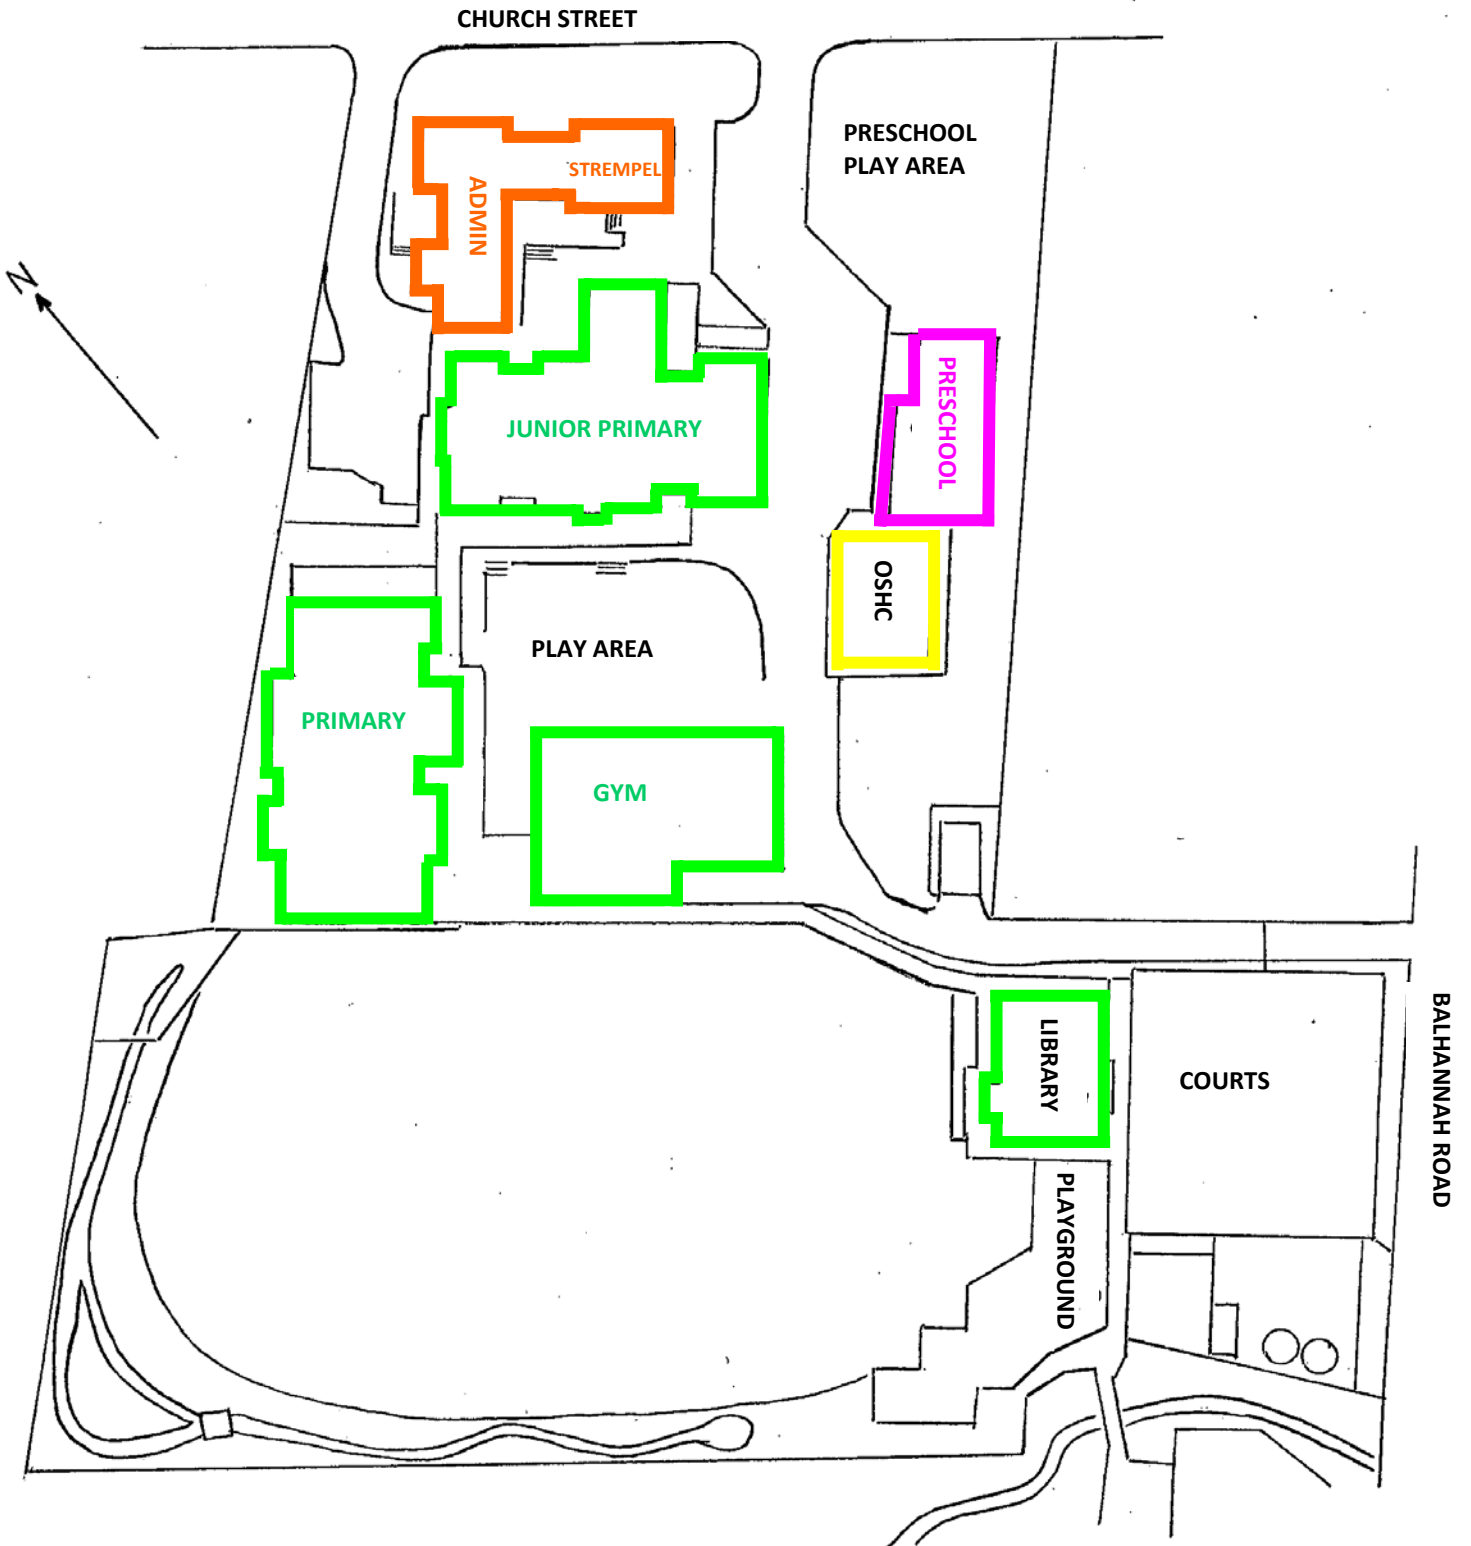 CHURCH STREET
PRESCHOOL
PLAY AREA
STREMPEL
ADMIN
N
PRESCHOOL
JUNIOR PRIMARY
OSHC
PLAY AREA
PRIMARY
GYM
LIBRARY
COURTS
BALHANNAH ROAD
PLAYGROUND